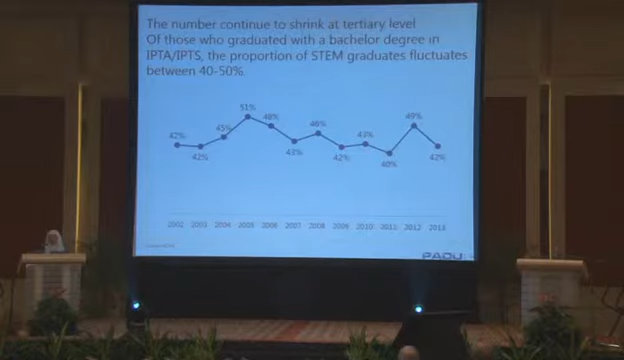 The number continue to shrink at tertiary level
Of those who graduated with a bachelor degree in
IPTA/IPTS, the proportion of STEM graduates fluctuates
between 40-50%.
42%
42%
45%
51%
48%
43%
46%
42%
43%
40%
49%
42%
2002 2003 2004 2005 2006 2007 2008 2009 2010 2011 2012 2013
PADU